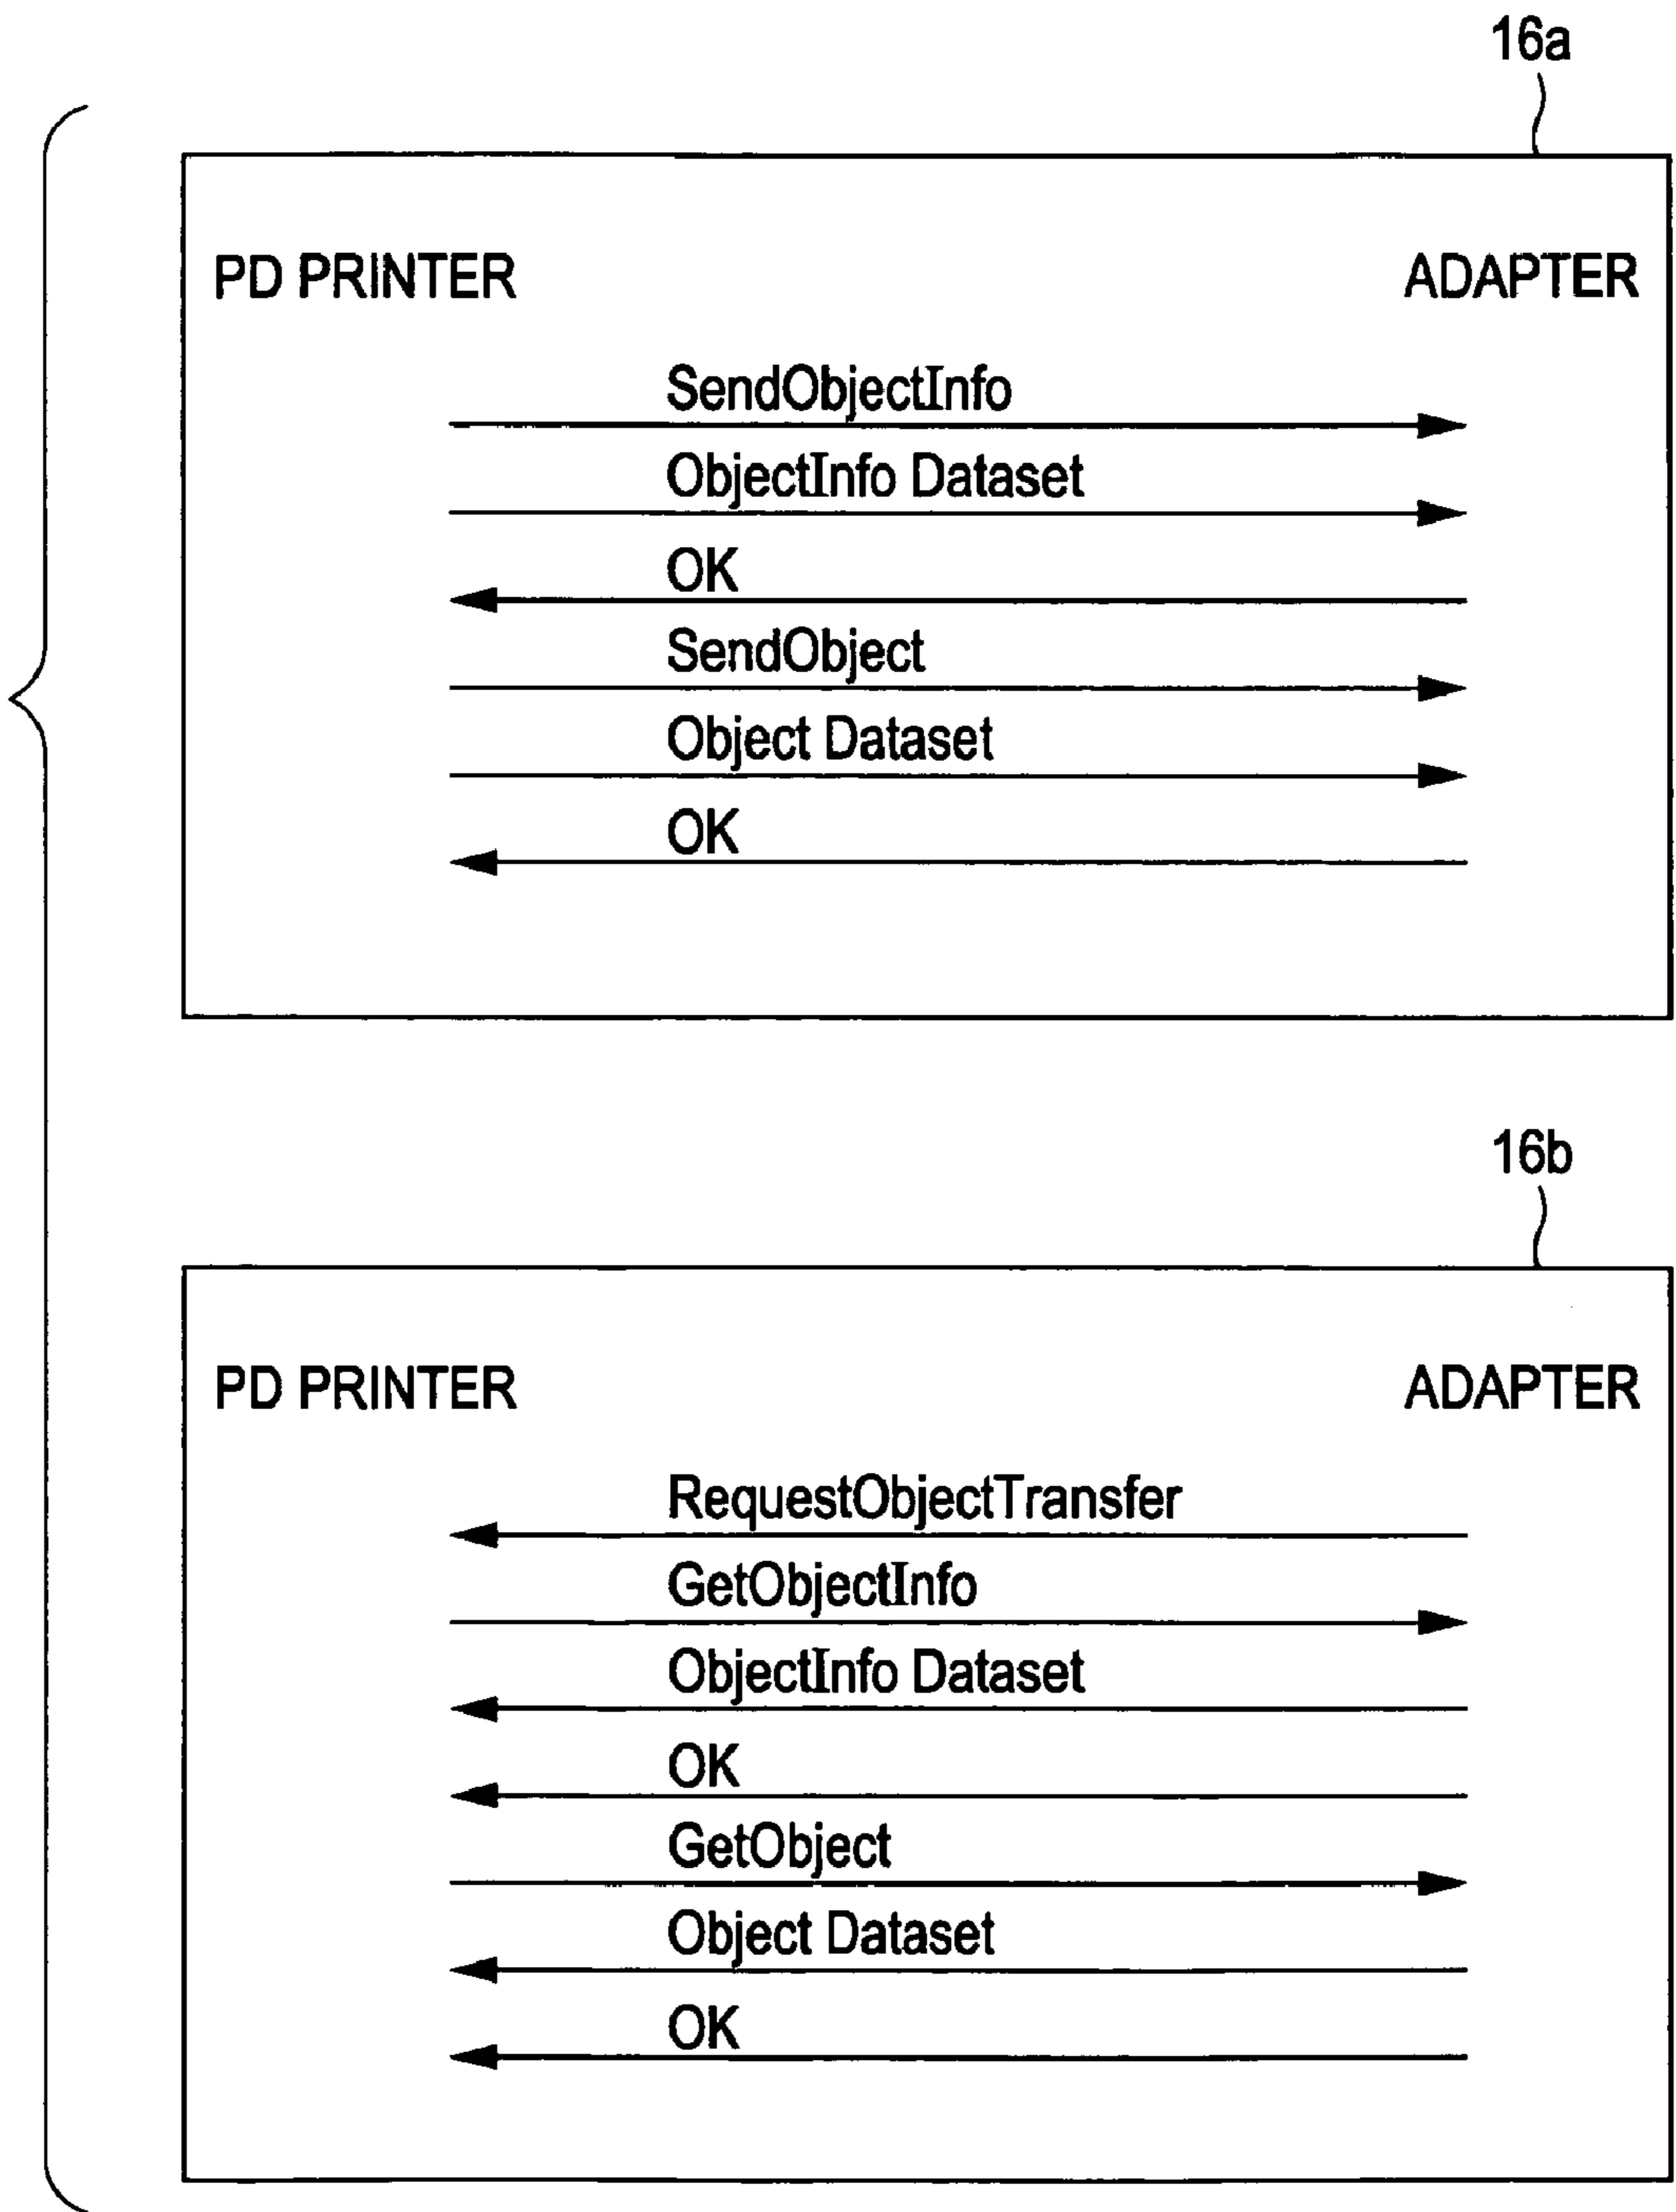 16a
PD PRINTER ADAPTER
SendObjectInfo
ObjectInfo Dataset
OK
SendObject
Object Dataset
OK
16b
PD PRINTER ADAPTER
RequestObjectTransfer
GetObjectInfo
ObjectInfo Dataset
OK
GetObject
Object Dataset
OK